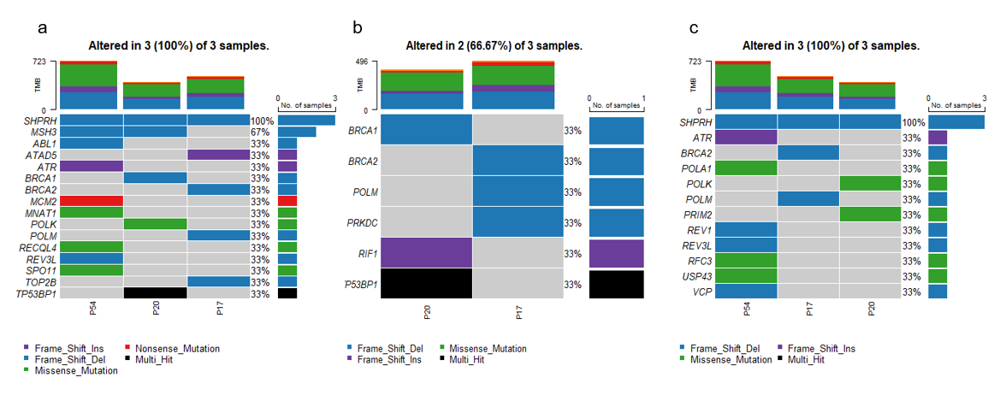 a
Altered in 3 (100%) of 3 samples.
723
TMB
0
0
3
No. of samples
SHPRH 100%
MSH3 67%
ABL1 33%
ATAD5 33%
ATR 33%
BRCA1 33%
BRCA2 33%
MCM2 33%
MNAT1 33%
POLK 33%
POLM 33%
RECQL4 33%
REV3L 33%
SPO11 33%
TOP2B 33%
TP53BP1 33%
P54 P20 P17
Frame_Shift_Ins Nonsense_Mutation
Frame_Shift_Del Multi_Hit
Missense_Mutation
b
Altered in 2 (66.67%) of 3 samples.
496
TMB
0
0
1
No. of samples
BRCA1 33%
BRCA2 33%
POLM 33%
PRKDC 33%
RIF1 33%
P53BP1 33%
P20 P17
Frame_Shift_Del Missense_Mutation
Frame_Shift_Ins Multi_Hit
c
Altered in 3 (100%) of 3 samples.
723
TMB
0
0
3
No. of samples
SHPRH 100%
ATR 33%
BRCA2 33%
POLA1 33%
POLK 33%
POLM 33%
PRIM2 33%
REV1 33%
REV3L 33%
RFC3 33%
USP43 33%
VCP 33%
P54 P17 P20
Frame_Shift_Del Frame_Shift_Ins
Missense_Mutation Multi_Hit